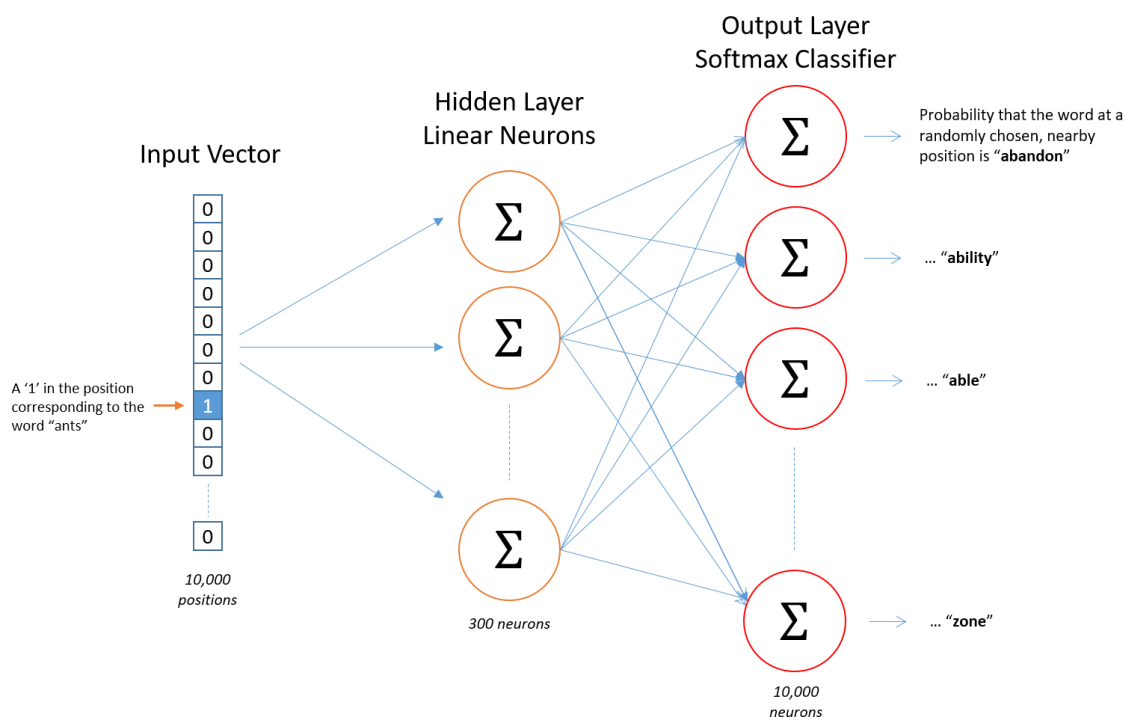 Output Layer
Softmax Classifier
Hidden Layer
Linear Neurons
Input Vector
0
0
0
0
0
0
0
1
0
0
0
A ‘1’ in the position
corresponding to the
word “ants”
10,000
positions
Σ
Σ
Σ
300 neurons
Σ
Σ
Σ
Σ
10,000
neurons
Probability that the word at a
randomly chosen, nearby
position is “abandon”
... “ability”
... “able”
... “zone”